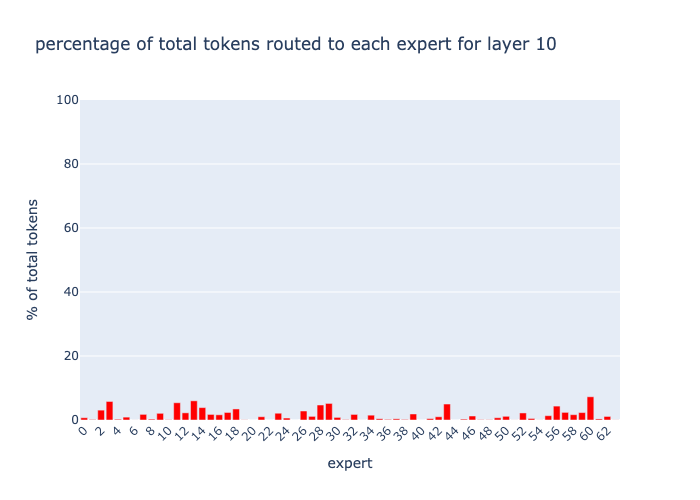 percentage of total tokens routed to each expert for layer 10
100
80
60
40
20
0
% of total tokens
0 2 4 6 8 10 12 14 16 18 20 22 24 26 28 30 32 34 36 38 40 42 44 46 48 50 52 54 56 58 60 62
expert